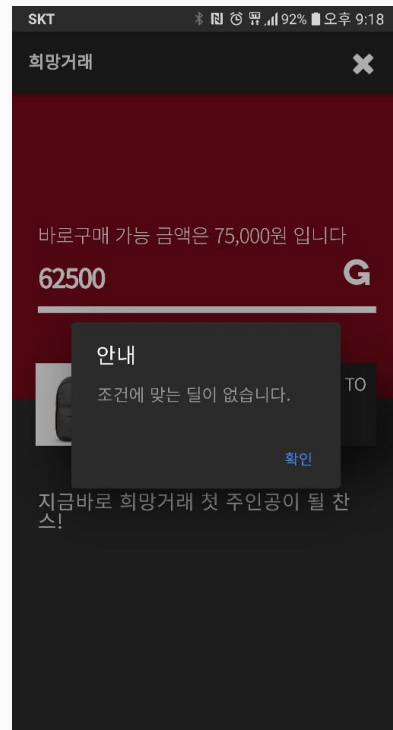 SKT 92% 오후 9:18
희망거래
바로구매 가능 금액은 75,000원 입니다
62500 G
안내
조건에 맞는 딜이 없습니다.
TO
확인
지금바로 희망거래 첫 주인공이 될 찬
스!